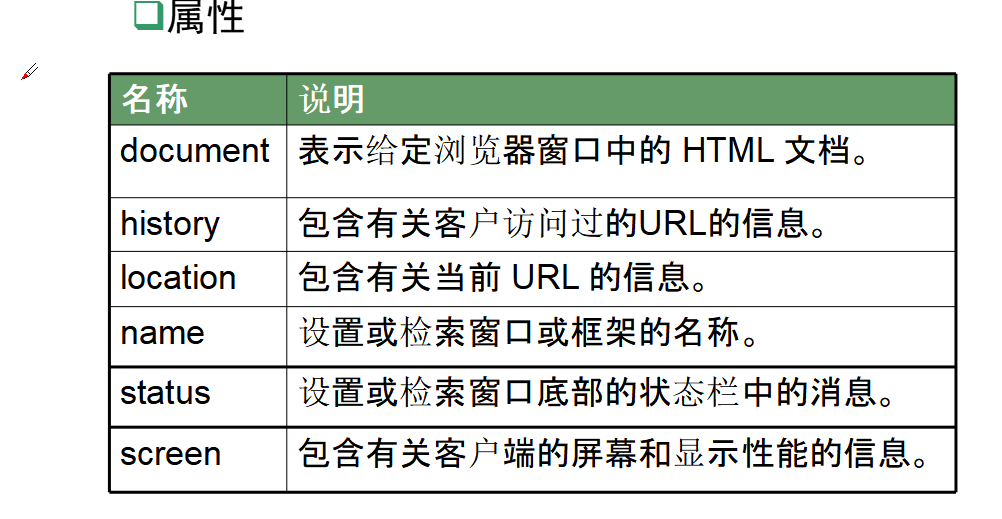 属性
名称 说明
document 表示给定浏览器窗口中的 HTML 文档。
history 包含有关客户访问过的URL的信息。
location 包含有关当前 URL 的信息。
name 设置或检索窗口或框架的名称。
status 设置或检索窗口底部的状态栏中的消息。
screen 包含有关客户端的屏幕和显示性能的信息。